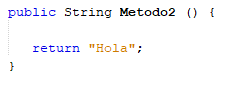 public String Metodo2 () {
return "Hola";
}